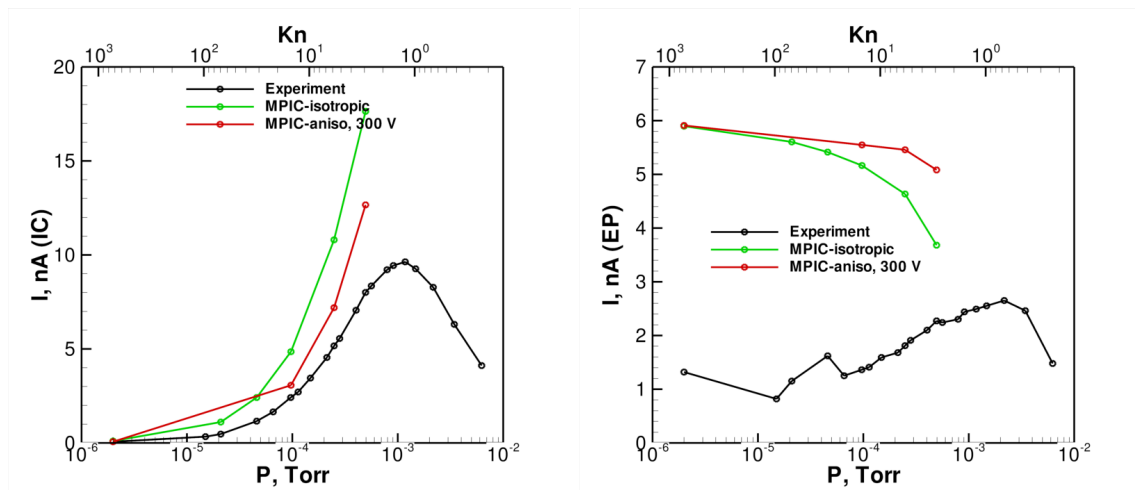 Kn
10³ 10² 10¹ 10⁰
20
15
10
5
0
I, nA (IC)
Experiment
MPIC-isotropic
MPIC-aniso, 300 V
10⁻⁶ 10⁻⁵ 10⁻⁴ 10⁻³ 10⁻²
P, Torr
Kn
10³ 10² 10¹ 10⁰
7
6
5
4
3
2
1
0
I, nA (EP)
Experiment
MPIC-isotropic
MPIC-aniso, 300 V
10⁻⁶ 10⁻⁵ 10⁻⁴ 10⁻³ 10⁻²
P, Torr